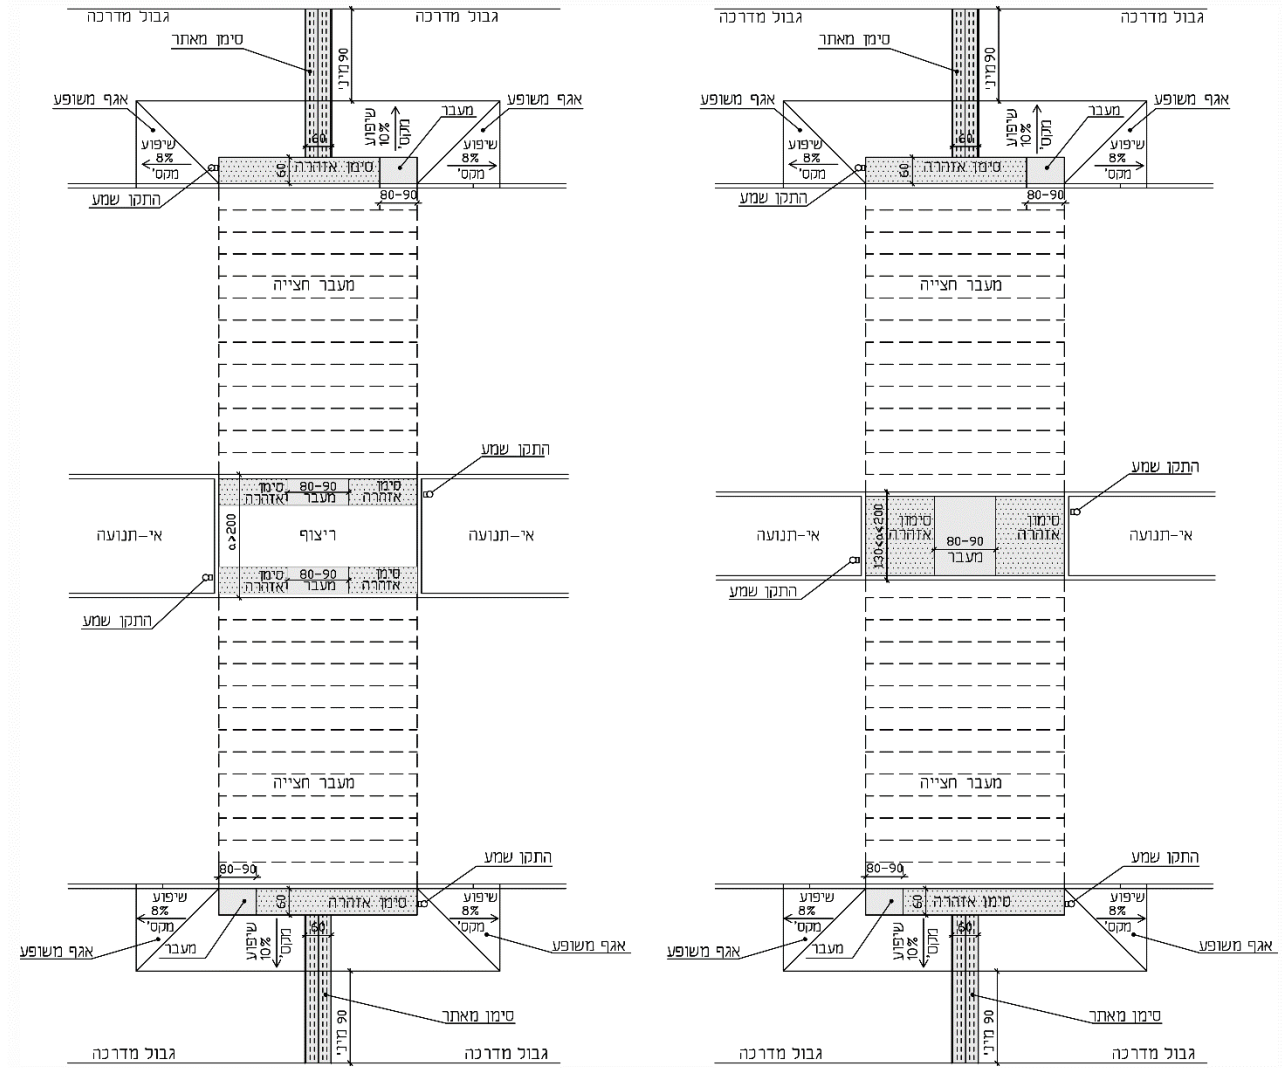 גבול מדרכה
גבול מדרכה
סימן מאתר
90 מיני
אגף משופע
אגף משופע
מעבר
שיפוע
8%
מקס'
שיפוע
10%
מקס'
שיפוע
8%
מקס'
60
60
סימן אזהרה
התקן שמע
80-90
מעבר חצייה
התקן שמע
סימן
אזהרה
80-90
מעבר
סימן
אזהרה
אי-תנועה
a>200
ריצוף
אי-תנועה
סימן
אזהרה
80-90
מעבר
סימן
אזהרה
התקן שמע
מעבר חצייה
80-90
התקן שמע
שיפוע
8%
מקס'
60
סימן אזהרה
שיפוע
8%
מקס'
אגף משופע
מעבר
שיפוע
10%
מקס'
60
אגף משופע
סימן מאתר
90 מיני
גבול מדרכה
גבול מדרכה
גבול מדרכה
גבול מדרכה
סימן מאתר
90 מיני
אגף משופע
אגף משופע
מעבר
שיפוע
8%
מקס'
שיפוע
10%
מקס'
שיפוע
8%
מקס'
60
60
סימן אזהרה
התקן שמע
80-90
מעבר חצייה
התקן שמע
סימון
אזהרה
80-90
מעבר
סימון
אזהרה
אי-תנועה
130<a<200
אי-תנועה
התקן שמע
מעבר חצייה
80-90
התקן שמע
שיפוע
8%
מקס'
60
סימן אזהרה
שיפוע
8%
מקס'
אגף משופע
מעבר
שיפוע
10%
מקס'
60
אגף משופע
סימן מאתר
90 מיני
גבול מדרכה
גבול מדרכה